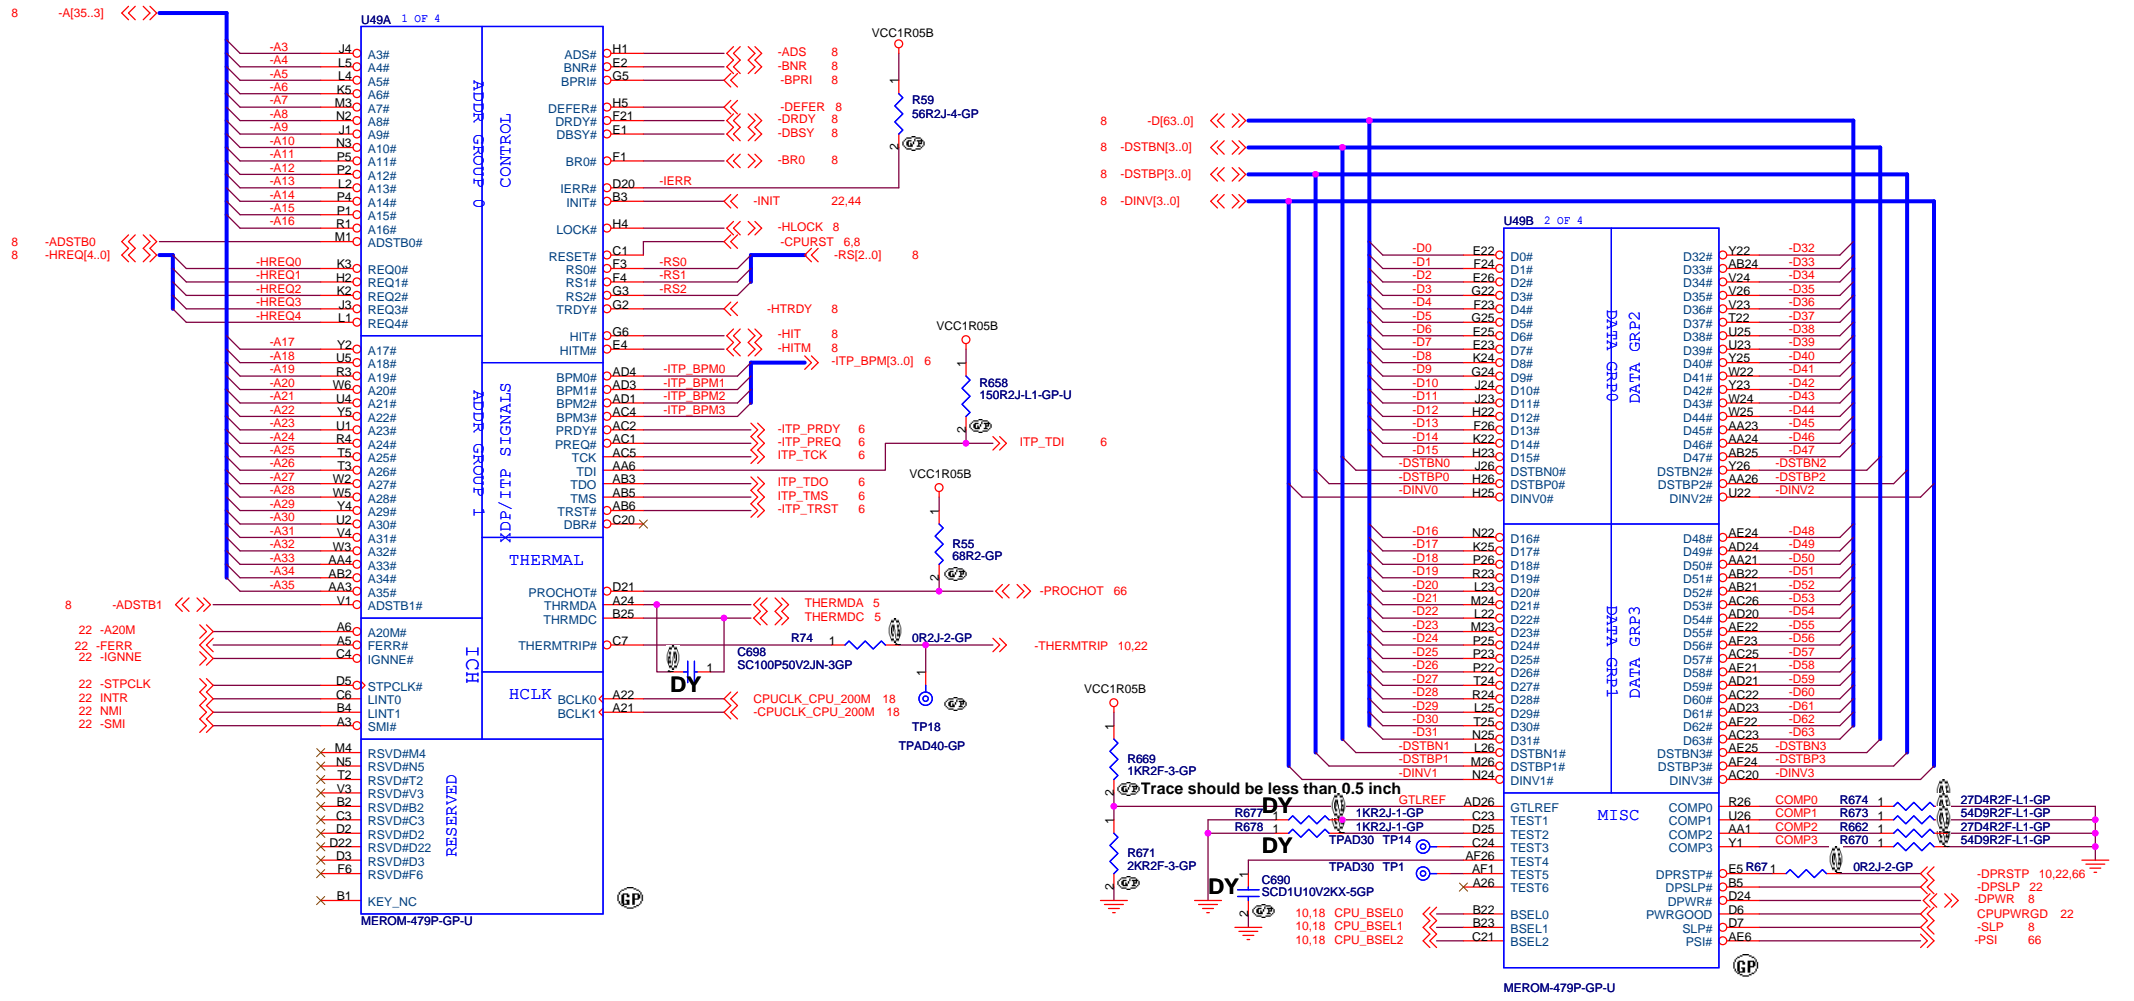 8 -A[35..3]
U49A 1 OF 4
-A3 J4 A3#
-A4 L5 A4#
-A5 L4 A5#
-A6 K5 A6#
-A7 M3 A7#
-A8 N2 A8#
-A9 J1 A9#
-A10 N3 A10#
-A11 P5 A11#
-A12 P2 A12#
-A13 L2 A13#
-A14 P4 A14#
-A15 P1 A15#
-A16 R1 A16#
8 -ADSTB0 M1 ADSTB0#
8 -HREQ[4..0]
-HREQ0 K3 REQ0#
-HREQ1 H2 REQ1#
-HREQ2 K2 REQ2#
-HREQ3 J3 REQ3#
-HREQ4 L1 REQ4#
ADDR GROUP 0
-A17 Y2 A17#
-A18 U5 A18#
-A19 R3 A19#
-A20 W6 A20#
-A21 U4 A21#
-A22 Y5 A22#
-A23 U1 A23#
-A24 R4 A24#
-A25 T5 A25#
-A26 T3 A26#
-A27 W2 A27#
-A28 W5 A28#
-A29 Y4 A29#
-A30 U2 A30#
-A31 V4 A31#
-A32 W3 A32#
-A33 AA4 A33#
-A34 AB2 A34#
-A35 AA3 A35#
8 -ADSTB1 V1 ADSTB1#
ADDR GROUP 1
22 -A20M A6 A20M#
22 -FERR A5 FERR#
22 -IGNNE C4 IGNNE#
22 -STPCLK D5 STPCLK#
22 INTR C6 LINT0
22 NMI B4 LINT1
22 -SMI A3 SMI#
ICH
M4 RSVD#M4
N5 RSVD#N5
T2 RSVD#T2
V3 RSVD#V3
B2 RSVD#B2
C3 RSVD#C3
D2 RSVD#D2
D22 RSVD#D22
D3 RSVD#D3
F6 RSVD#F6
B1 KEY_NC
RESERVED
MEROM-479P-GP-U
GP
CONTROL
ADS# H1 -ADS 8
BNR# E2 -BNR 8
BPRI# G5 -BPRI 8
DEFER# H5 -DEFER 8
DRDY# F21 -DRDY 8
DBSY# E1 -DBSY 8
BR0# F1 -BR0 8
IERR# D20 -IERR
INIT# B3 -INIT 22,44
LOCK# H4 -HLOCK 8
RESET# C1 -CPURST 6,8
RS0# F3 -RS0 -RS[2..0] 8
RS1# F4 -RS1
RS2# G3 -RS2
TRDY# G2 -HTRDY 8
HIT# G6 -HIT 8
HITM# E4 -HITM 8
VCC1R05B
1
R59
56R2J-4-GP
2 G/P
XDP/ITP SIGNALS
BPM0# AD4 -ITP_BPM0 -ITP_BPM[3..0] 6
BPM1# AD3 -ITP_BPM1
BPM2# AD1 -ITP_BPM2
BPM3# AC4 -ITP_BPM3
PRDY# AC2 -ITP_PRDY 6
PREQ# AC1 -ITP_PREQ 6
TCK AC5 ITP_TCK 6
TDI AA6 ITP_TDI 6
TDO AB3 ITP_TDO 6
TMS AB5 ITP_TMS 6
TRST# AB6 -ITP_TRST 6
DBR# C20
VCC1R05B
1
R658
150R2J-L1-GP-U
2 G/P
VCC1R05B
1
R55
68R2-GP
2 G/P
THERMAL
PROCHOT# D21 -PROCHOT 66
THRMDA A24 THERMDA 5
THRMDC B25 THERMDC 5
THERMTRIP# C7 R74 1 0R2J-2-GP -THERMTRIP 10,22
C698
SC100P50V2JN-3GP
1
DY
1
TP18
TPAD40-GP
G/P
HCLK
BCLK0 A22 CPUCLK_CPU_200M 18
BCLK1 A21 -CPUCLK_CPU_200M 18
8 -D[63..0]
8 -DSTBN[3..0]
8 -DSTBP[3..0]
8 -DINV[3..0]
U49B 2 OF 4
-D0 E22 D0# D32# Y22 -D32
-D1 F24 D1# D33# AB24 -D33
-D2 E26 D2# D34# V24 -D34
-D3 G22 D3# D35# V26 -D35
-D4 F23 D4# D36# V23 -D36
-D5 G25 D5# D37# T22 -D37
-D6 E25 D6# D38# U25 -D38
-D7 E23 D7# D39# U23 -D39
-D8 K24 D8# D40# Y25 -D40
-D9 G24 D9# D41# W22 -D41
-D10 J24 D10# D42# Y23 -D42
-D11 J23 D11# D43# W24 -D43
-D12 H22 D12# D44# W25 -D44
-D13 F26 D13# D45# AA23 -D45
-D14 K22 D14# D46# AA24 -D46
-D15 H23 D15# D47# AB25 -D47
-DSTBN0 J26 DSTBN0# DSTBN2# Y26 -DSTBN2
-DSTBP0 H26 DSTBP0# DSTBP2# AA26 -DSTBP2
-DINV0 H25 DINV0# DINV2# U22 -DINV2
DATA GRP0
DATA GRP2
-D16 N22 D16# D48# AE24 -D48
-D17 K25 D17# D49# AD24 -D49
-D18 P26 D18# D50# AA21 -D50
-D19 R23 D19# D51# AB22 -D51
-D20 L23 D20# D52# AB21 -D52
-D21 M24 D21# D53# AC26 -D53
-D22 L22 D22# D54# AD20 -D54
-D23 M23 D23# D55# AE22 -D55
-D24 P25 D24# D56# AF23 -D56
-D25 P23 D25# D57# AC25 -D57
-D26 P22 D26# D58# AE21 -D58
-D27 T24 D27# D59# AD21 -D59
-D28 R24 D28# D60# AC22 -D60
-D29 L25 D29# D61# AD23 -D61
-D30 T25 D30# D62# AF22 -D62
-D31 N25 D31# D63# AC23 -D63
-DSTBN1 L26 DSTBN1# DSTBN3# AE25 -DSTBN3
-DSTBP1 M26 DSTBP1# DSTBP3# AF24 -DSTBP3
-DINV1 N24 DINV1# DINV3# AC20 -DINV3
DATA GRP1
DATA GRP3
VCC1R05B
1
R669
1KR2F-3-GP
2 G/P Trace should be less than 0.5 inch
1
R671
2KR2F-3-GP
2 G/P
MISC
GTLREF AD26 GTLREF
DY
R677 1 1KR2J-1-GP C23 TEST1
R678 1 1KR2J-1-GP D25 TEST2
DY
TPAD30 TP14 C24 TEST3
AF26 TEST4
TPAD30 TP1 AF1 TEST5
A26 TEST6
1
DY C690
SCD1U10V2KX-5GP
2 G/P
10,18 CPU_BSEL0 B22 BSEL0
10,18 CPU_BSEL1 B23 BSEL1
10,18 CPU_BSEL2 C21 BSEL2
COMP0 R26 COMP0 R674 1 27D4R2F-L1-GP
COMP1 U26 COMP1 R673 1 54D9R2F-L1-GP
COMP2 AA1 COMP2 R662 1 27D4R2F-L1-GP
COMP3 Y1 COMP3 R670 1 54D9R2F-L1-GP
DPRSTP# E5 R67 1 0R2J-2-GP -DPRSTP 10,22,66
DPSLP# B5 -DPSLP 22
DPWR# D24 -DPWR 8
PWRGOOD D6 CPUPWRGD 22
SLP# D7 -SLP 8
PSI# AE6 -PSI 66
GP
MEROM-479P-GP-U